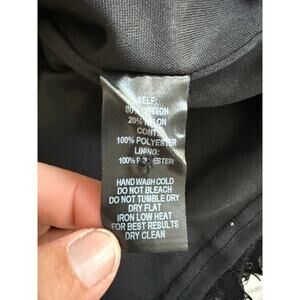 SELF:
80% COTTON
20% NYLON
CONT:
100% POLYESTER
LINING:
100% POLYESTER
HAND WASH COLD
DO NOT BLEACH
DO NOT TUMBLE DRY
DRY FLAT
IRON LOW HEAT
FOR BEST RESULTS
DRY CLEAN